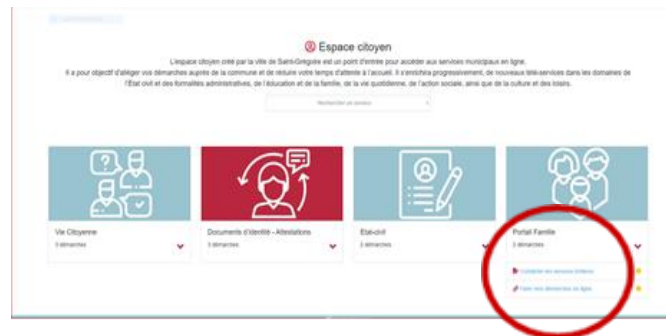 Espace citoyen
L'espace citoyen créé par la ville de Saint-Grégoire est un point d'entrée pour accéder aux services municipaux en ligne.
Il a pour objectif d'alléger vos démarches auprès de la commune et de réduire votre temps d'attente à l'accueil. Il s'enrichira progressivement, de nouveaux télé-services dans les domaines de
l'État civil et des formalités administratives, de l'éducation et de la famille, de la vie quotidienne, de l'action sociale, ainsi que de la culture et des loisirs.
Rechercher un service
Vie Citoyenne
Documents d'identité - Attestations
Etat-civil
Portail Famille
3 démarches
3 démarches
2 démarches
2 démarches
Contacter les services enfance
Faire mes démarches en ligne